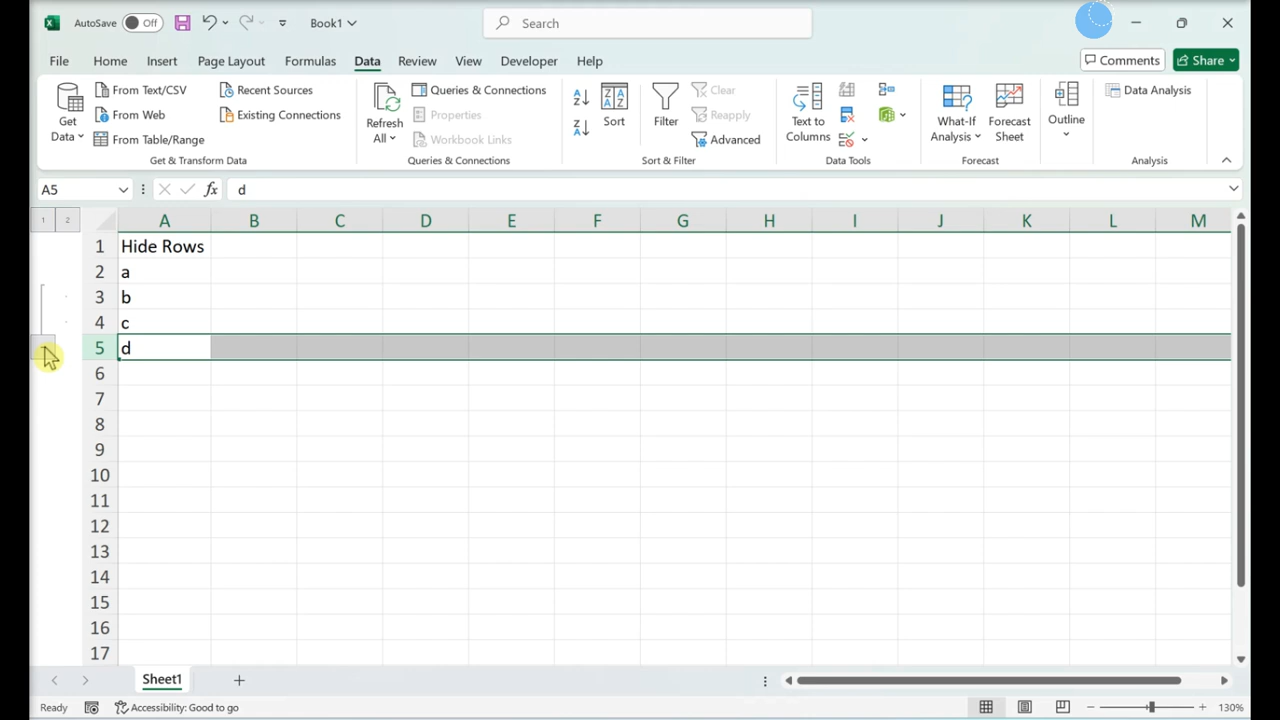 AutoSave Off Book1 Search
File Home Insert Page Layout Formulas Data Review View Developer Help Comments Share
Get Data
From Text/CSV
From Web
From Table/Range
Recent Sources
Existing Connections
Get & Transform Data
Refresh All
Queries & Connections
Properties
Workbook Links
Queries & Connections
Sort
Filter
Clear
Reapply
Advanced
Sort & Filter
Text to Columns
Data Tools
What-If Analysis
Forecast Sheet
Forecast
Outline
Data Analysis
Analysis
A5 fx d
1 2 A B C D E F G H I J K L M
1 Hide Rows
2 a
3 b
4 c
5 d
6
7
8
9
10
11
12
13
14
15
16
17
Sheet1
Ready Accessibility: Good to go 130%